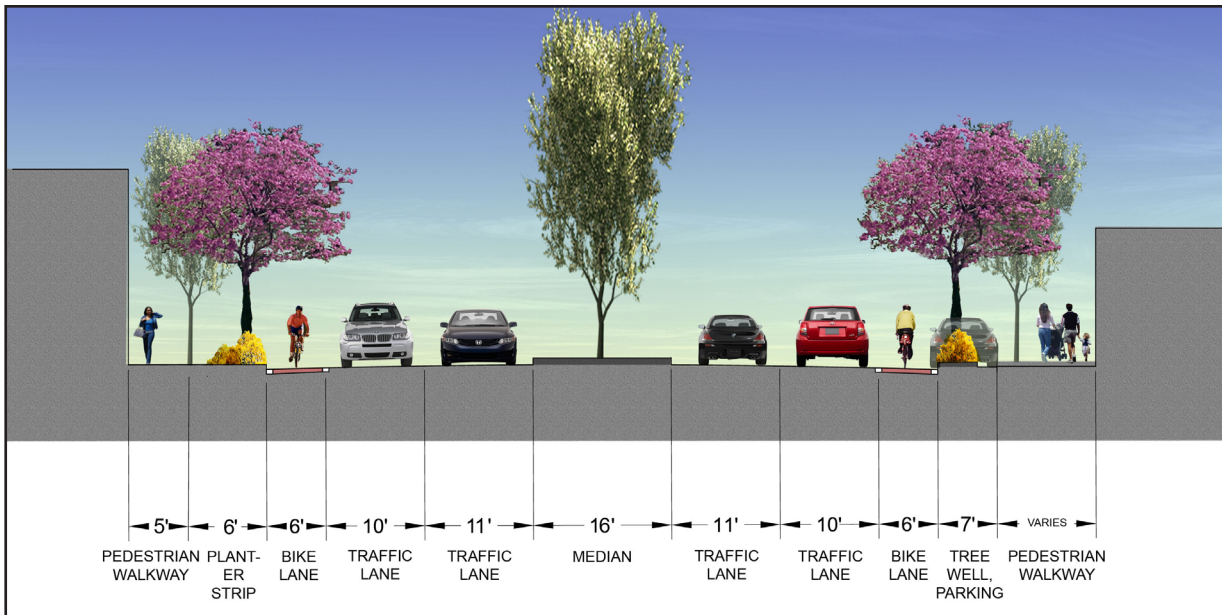 5' 6' 6' 10' 11' 16' 11' 10' 6' 7' VARIES
PEDESTRIAN
WALKWAY
PLANT-
ER
STRIP
BIKE
LANE
TRAFFIC
LANE
TRAFFIC
LANE
MEDIAN
TRAFFIC
LANE
TRAFFIC
LANE
BIKE
LANE
TREE
WELL,
PARKING
PEDESTRIAN
WALKWAY